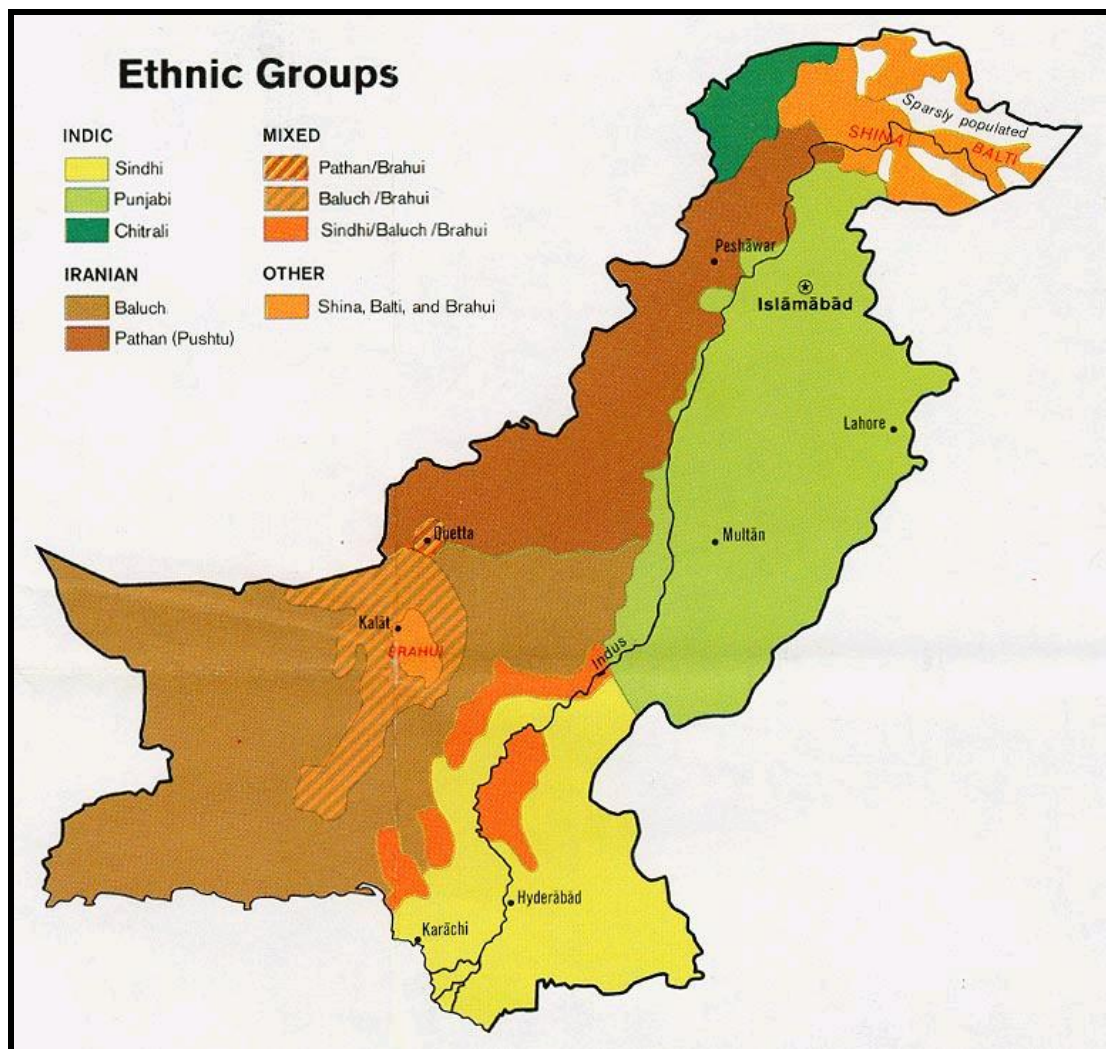 Ethnic Groups
INDIC
Sindhi
Punjabi
Chitrali
IRANIAN
Baluch
Pathan (Pushtu)
MIXED
Pathan/Brahui
Baluch/Brahui
Sindhi/Baluch/Brahui
OTHER
Shina, Balti, and Brahui
Sparsly populated
SHINA
BALTI
Peshāwar
Islāmābād
Lahore
Quetta
Multān
Kalāt
BRAHUI
Indus
Hyderābād
Karāchi